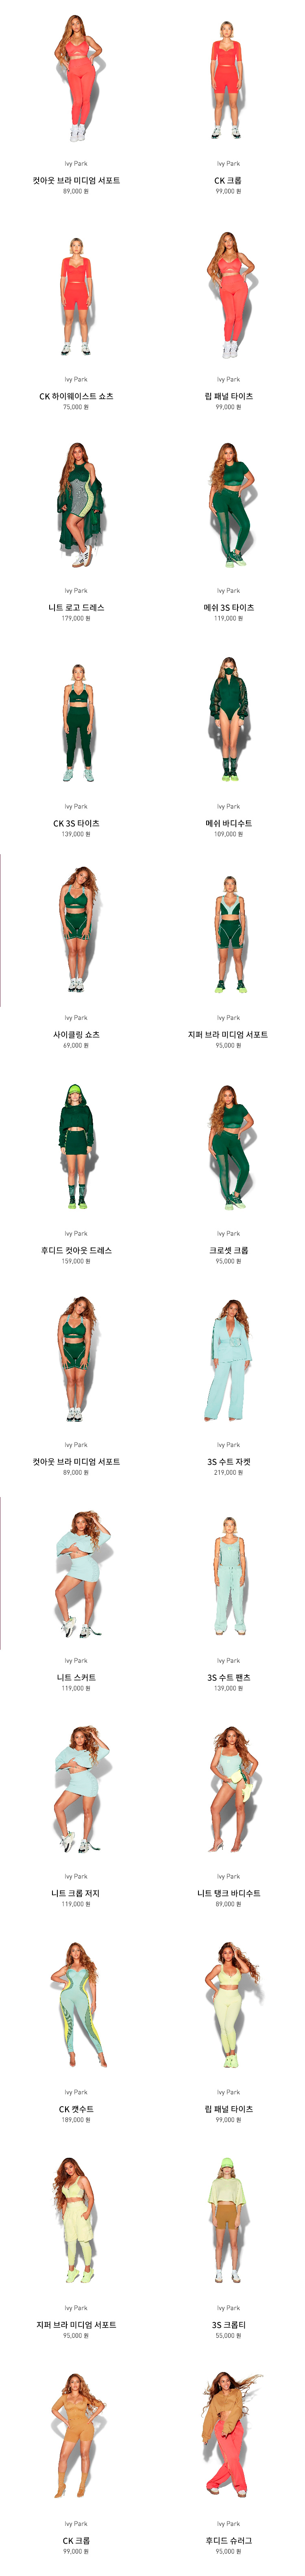 Ivy Park
컷아웃 브라 미디엄 서포트
89,000 원
Ivy Park
CK 크롭
99,000 원
Ivy Park
CK 하이웨이스트 쇼츠
75,000 원
Ivy Park
립 패널 타이츠
99,000 원
Ivy Park
니트 로고 드레스
179,000 원
Ivy Park
메쉬 3S 타이츠
119,000 원
Ivy Park
CK 3S 타이츠
139,000 원
Ivy Park
메쉬 바디수트
109,000 원
Ivy Park
사이클링 쇼츠
69,000 원
Ivy Park
지퍼 브라 미디엄 서포트
95,000 원
Ivy Park
후디드 컷아웃 드레스
159,000 원
Ivy Park
크로셋 크롭
95,000 원
Ivy Park
컷아웃 브라 미디엄 서포트
89,000 원
Ivy Park
3S 수트 자켓
219,000 원
Ivy Park
니트 스커트
119,000 원
Ivy Park
3S 수트 팬츠
139,000 원
Ivy Park
니트 크롭 저지
119,000 원
Ivy Park
니트 탱크 바디수트
89,000 원
Ivy Park
CK 캣수트
189,000 원
Ivy Park
립 패널 타이츠
99,000 원
Ivy Park
지퍼 브라 미디엄 서포트
95,000 원
Ivy Park
3S 크롭티
55,000 원
Ivy Park
CK 크롭
99,000 원
Ivy Park
후디드 슈러그
95,000 원